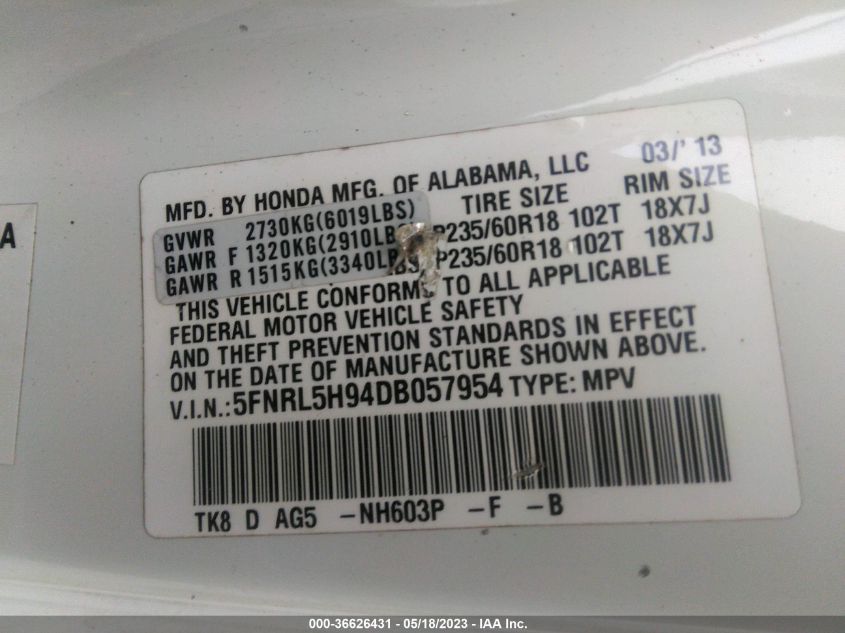 MFD. BY HONDA MFG. OF ALABAMA, LLC 03/'13
TIRE SIZE RIM SIZE
GVWR 2730KG(6019LBS)
GAWR F 1320KG(2910LB P235/60R18 102T 18X7J
GAWR R 1515KG(3340LBS P235/60R18 102T 18X7J
THIS VEHICLE CONFORMS TO ALL APPLICABLE
FEDERAL MOTOR VEHICLE SAFETY
AND THEFT PREVENTION STANDARDS IN EFFECT
ON THE DATE OF MANUFACTURE SHOWN ABOVE.
V.I.N.:5FNRL5H94DB057954 TYPE: MPV
TK8 D AG5 -NH603P -F -B
A
000-36626431 - 05/18/2023 - IAA Inc.